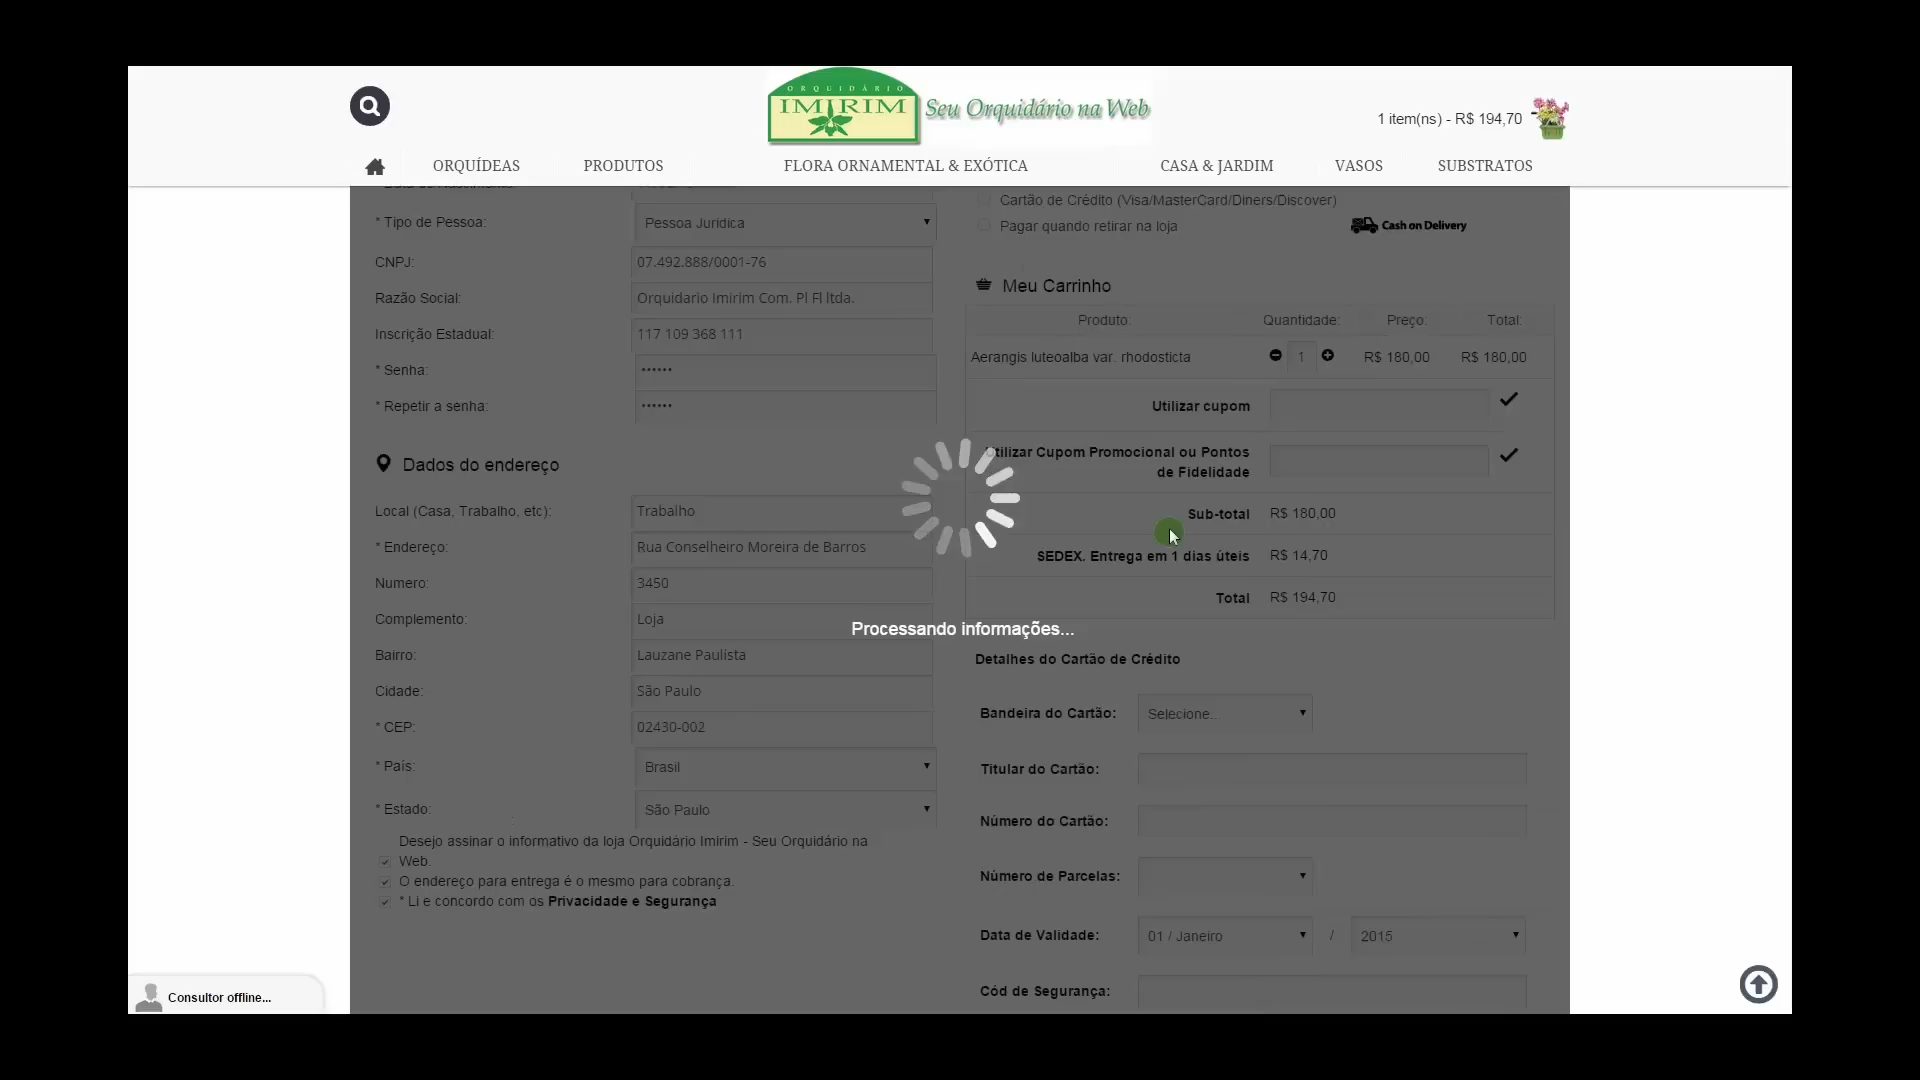 ORQUIDÁRIO
IMIRIM
Seu Orquidário na Web
1 item(ns) - R$ 194,70
ORQUÍDEAS PRODUTOS FLORA ORNAMENTAL & EXÓTICA CASA & JARDIM VASOS SUBSTRATOS
* Tipo de Pessoa: Pessoa Jurídica
CNPJ: 07.492.888/0001-76
Razão Social: Orquidario Imirim Com. Pl Fl ltda.
Inscrição Estadual: 117 109 368 111
* Senha: ••••••
* Repetir a senha: ••••••
Dados do endereço
Local (Casa, Trabalho, etc): Trabalho
* Endereço: Rua Conselheiro Moreira de Barros
Numero: 3450
Complemento: Loja
Bairro: Lauzane Paulista
Cidade: São Paulo
* CEP: 02430-002
* País: Brasil
* Estado: São Paulo
Desejo assinar o informativo da loja Orquidário Imirim - Seu Orquidário na
Web.
O endereço para entrega é o mesmo para cobrança.
* Li e concordo com os Privacidade e Segurança
Cartão de Crédito (Visa/MasterCard/Diners/Discover)
Pagar quando retirar na loja Cash on Delivery
Meu Carrinho
Produto: Quantidade: Preço: Total:
Aerangis luteoalba var. rhodosticta 1 R$ 180,00 R$ 180,00
Utilizar cupom
Utilizar Cupom Promocional ou Pontos
de Fidelidade
Sub-total R$ 180,00
SEDEX. Entrega em 1 dias úteis R$ 14,70
Total R$ 194,70
Processando informações...
Detalhes do Cartão de Crédito
Bandeira do Cartão: Selecione...
Titular do Cartão:
Número do Cartão:
Número de Parcelas:
Data de Validade: 01 / Janeiro / 2015
Cód de Segurança:
Consultor offline...